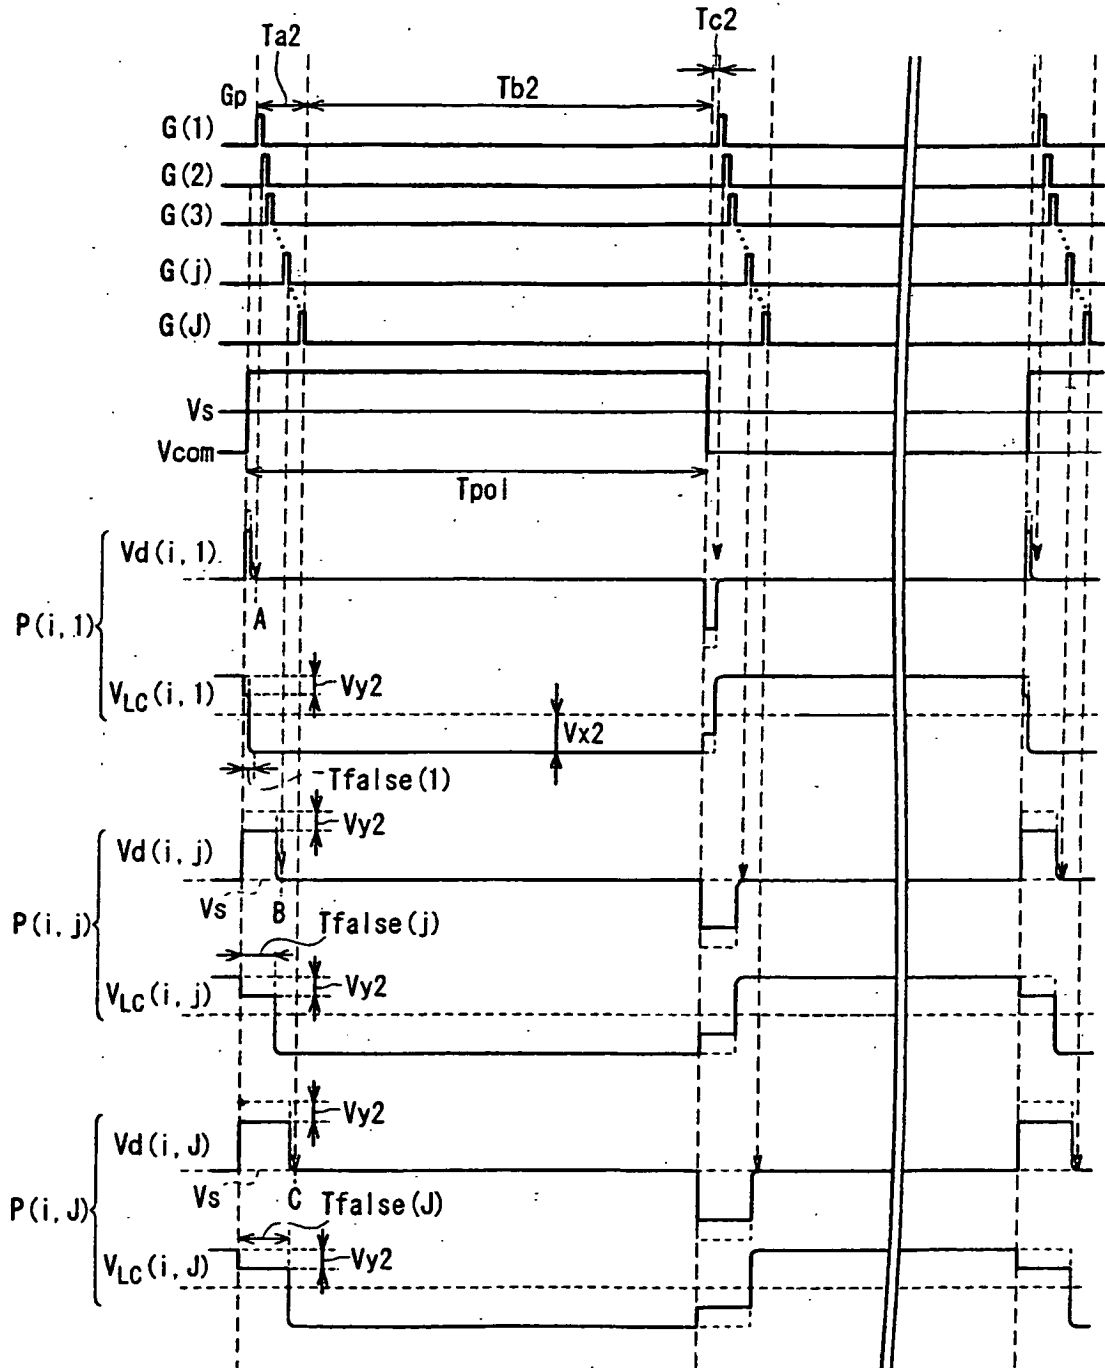 Tc2
Ta2
Tb2
Gp
G(1)
G(2)
G(3)
G(j)
G(J)
Vs
Vcom
Tpol
Vd(i,1)
A
P(i,1)
VLC(i,1)
Vy2
Vx2
Tfalse(1)
Vy2
Vd(i,j)
Vs
B
P(i,j)
Tfalse(j)
VLC(i,j)
Vy2
Vy2
Vd(i,J)
Vs
C
P(i,J)
Tfalse(J)
VLC(i,J)
Vy2